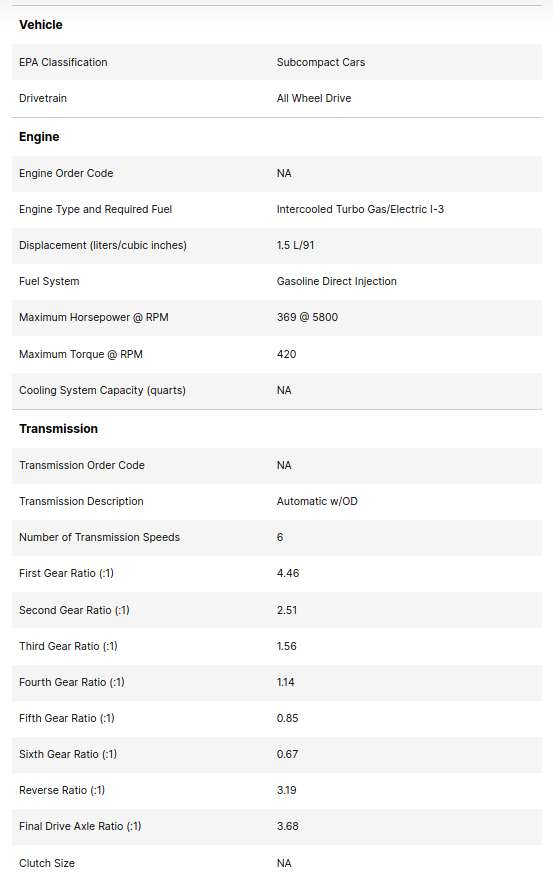 Vehicle
EPA Classification Subcompact Cars
Drivetrain All Wheel Drive
Engine
Engine Order Code NA
Engine Type and Required Fuel Intercooled Turbo Gas/Electric I-3
Displacement (liters/cubic inches) 1.5 L/91
Fuel System Gasoline Direct Injection
Maximum Horsepower @ RPM 369 @ 5800
Maximum Torque @ RPM 420
Cooling System Capacity (quarts) NA
Transmission
Transmission Order Code NA
Transmission Description Automatic w/OD
Number of Transmission Speeds 6
First Gear Ratio (:1) 4.46
Second Gear Ratio (:1) 2.51
Third Gear Ratio (:1) 1.56
Fourth Gear Ratio (:1) 1.14
Fifth Gear Ratio (:1) 0.85
Sixth Gear Ratio (:1) 0.67
Reverse Ratio (:1) 3.19
Final Drive Axle Ratio (:1) 3.68
Clutch Size NA